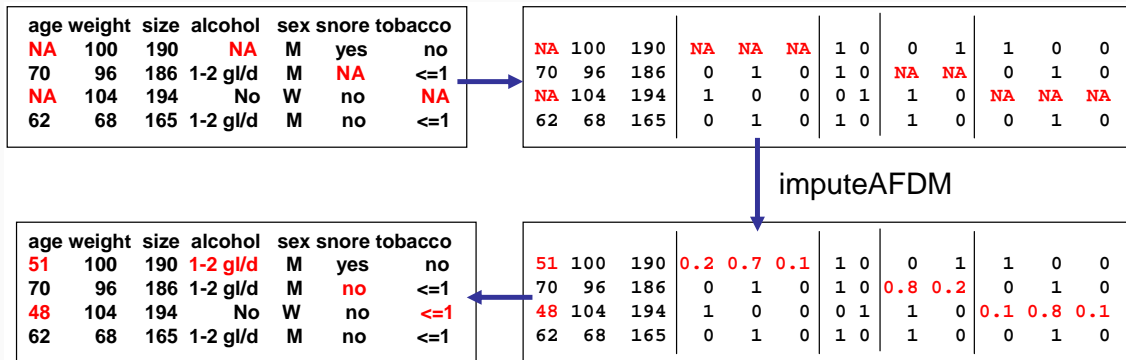 age weight size alcohol sex snore tobacco
NA 100 190 NA M yes no
70 96 186 1-2 gl/d M NA <=1
NA 104 194 No W no NA
62 68 165 1-2 gl/d M no <=1
NA 100 190 NA NA NA 1 0 0 1 1 0 0
70 96 186 0 1 0 1 0 NA NA 0 1 0
NA 104 194 1 0 0 0 1 1 0 NA NA NA
62 68 165 0 1 0 1 0 1 0 0 1 0
imputeAFDM
age weight size alcohol sex snore tobacco
51 100 190 1-2 gl/d M yes no
70 96 186 1-2 gl/d M no <=1
48 104 194 No W no <=1
62 68 165 1-2 gl/d M no <=1
51 100 190 0.2 0.7 0.1 1 0 0 1 1 0 0
70 96 186 0 1 0 1 0 0.8 0.2 0 1 0
48 104 194 1 0 0 0 1 1 0 0.1 0.8 0.1
62 68 165 0 1 0 1 0 1 0 0 1 0